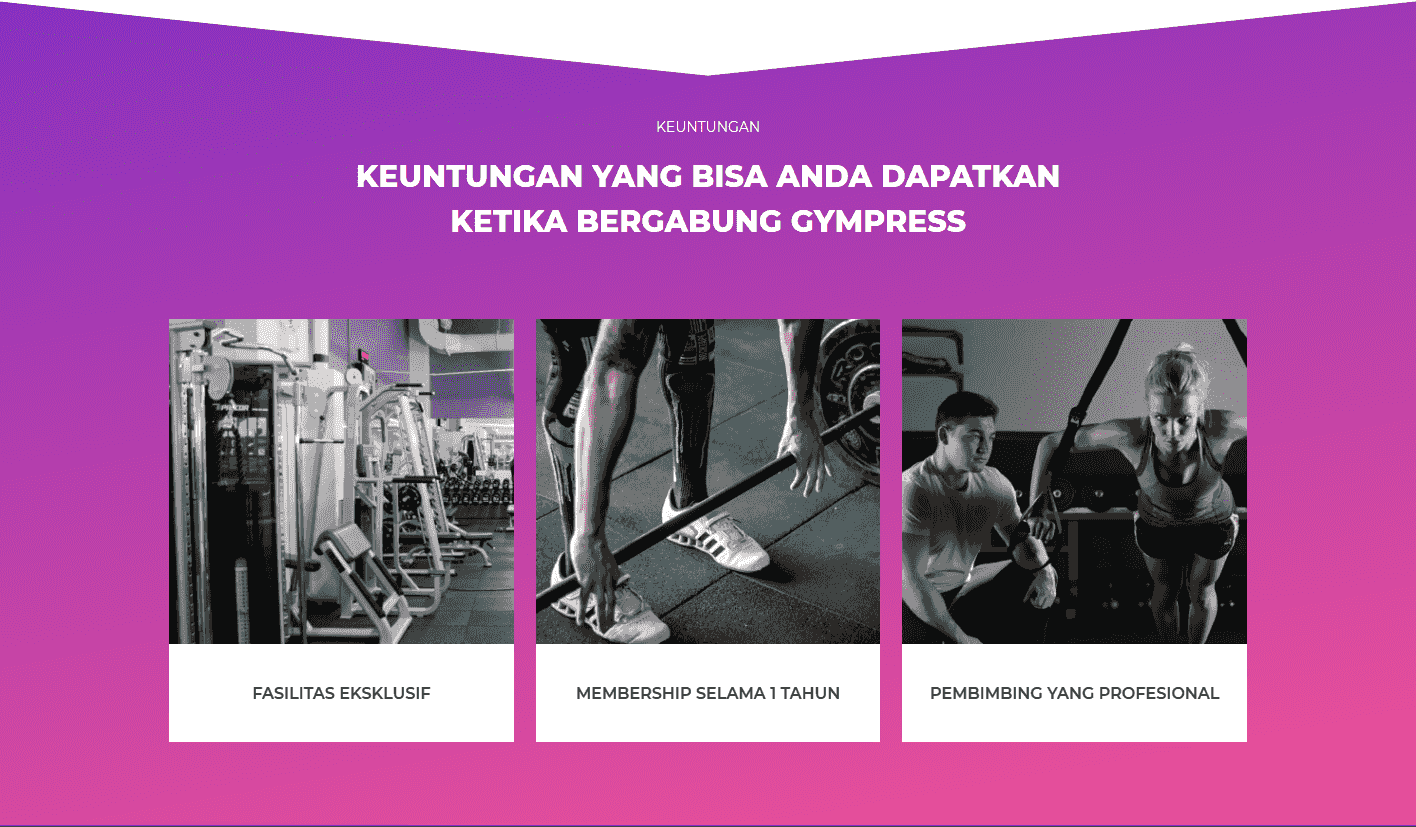 KEUNTUNGAN
KEUNTUNGAN YANG BISA ANDA DAPATKAN
KETIKA BERGABUNG GYMPRESS
FASILITAS EKSKLUSIF
MEMBERSHIP SELAMA 1 TAHUN
PEMBIMBING YANG PROFESIONAL